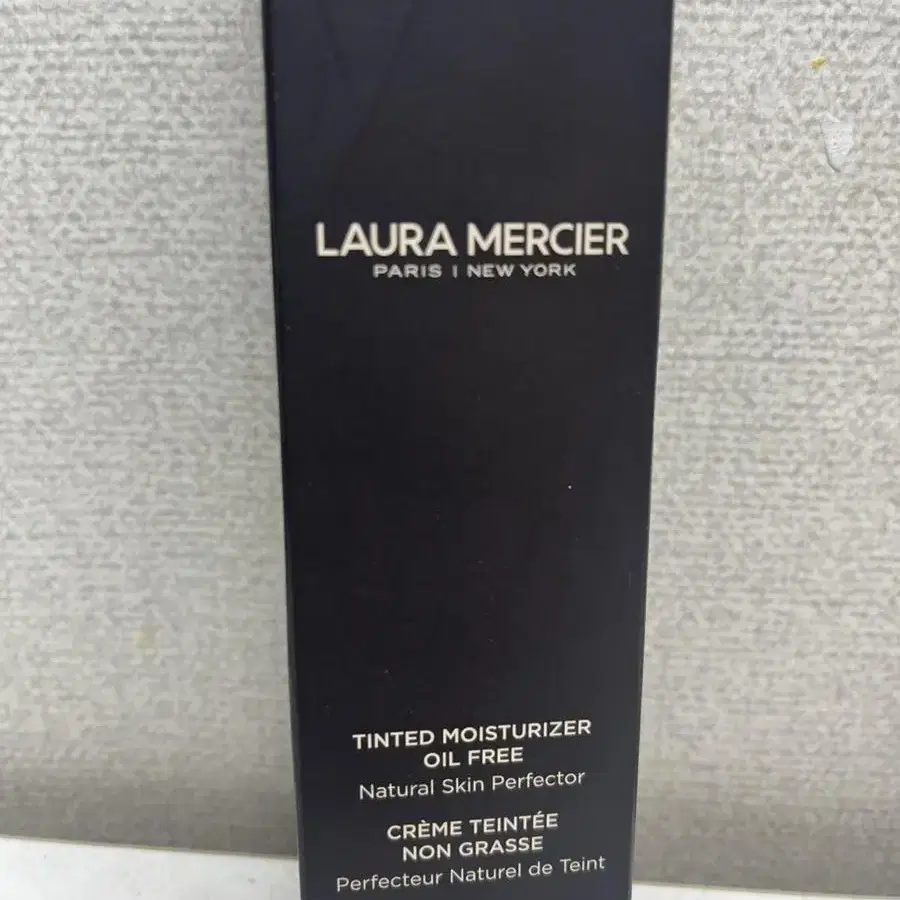 LAURA MERCIER
PARIS | NEW YORK
TINTED MOISTURIZER
OIL FREE
Natural Skin Perfector
CRÈME TEINTÉE
NON GRASSE
Perfecteur Naturel de Teint